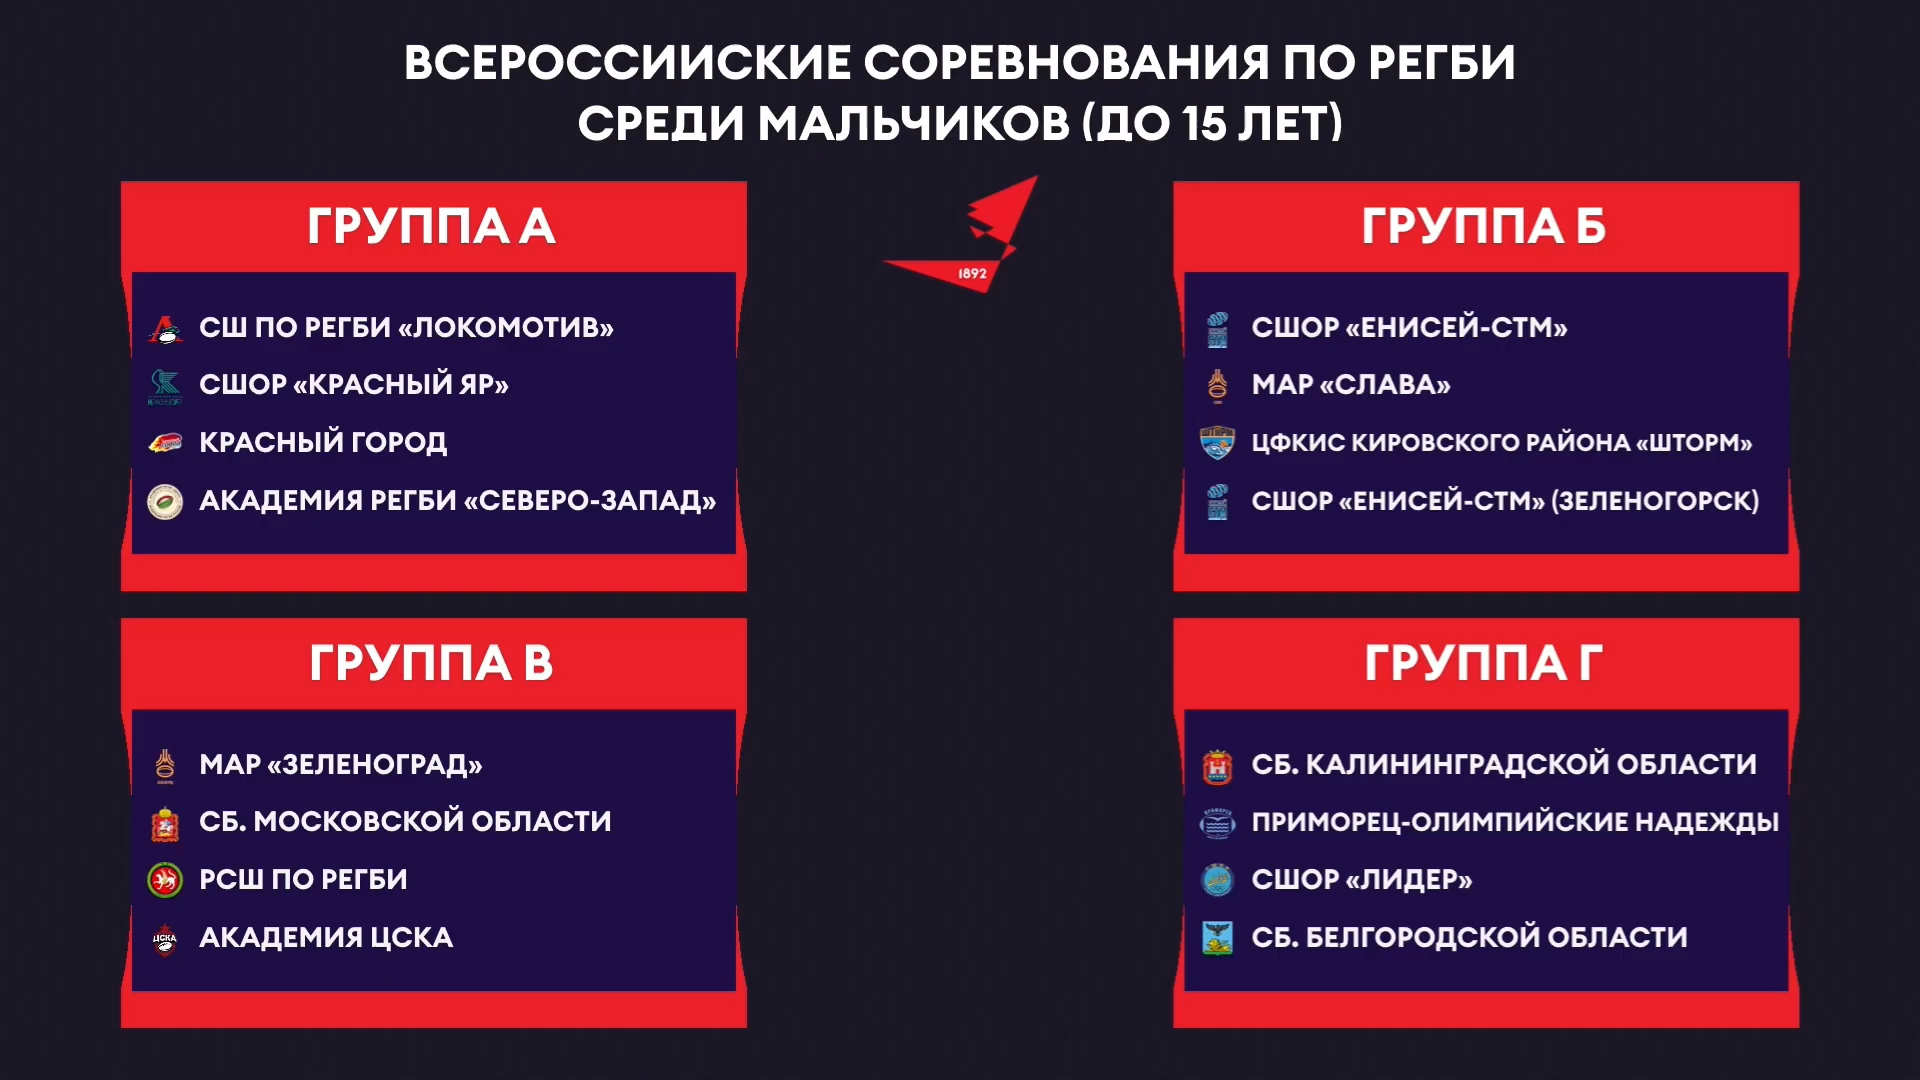 ВСЕРОССИИСКИЕ СОРЕВНОВАНИЯ ПО РЕГБИ
СРЕДИ МАЛЬЧИКОВ (ДО 15 ЛЕТ)
1892
ГРУППА А
СШ ПО РЕГБИ «ЛОКОМОТИВ»
СШОР «КРАСНЫЙ ЯР»
КРАСНЫЙ ГОРОД
АКАДЕМИЯ РЕГБИ «СЕВЕРО-ЗАПАД»
ГРУППА Б
СШОР «ЕНИСЕЙ-СТМ»
МАР «СЛАВА»
ЦФКИС КИРОВСКОГО РАЙОНА «ШТОРМ»
СШОР «ЕНИСЕЙ-СТМ» (ЗЕЛЕНОГОРСК)
ГРУППА В
МАР «ЗЕЛЕНОГРАД»
СБ. МОСКОВСКОЙ ОБЛАСТИ
РСШ ПО РЕГБИ
ЦСКА
АКАДЕМИЯ ЦСКА
ГРУППА Г
СБ. КАЛИНИНГРАДСКОЙ ОБЛАСТИ
ПРИМОРЕЦ-ОЛИМПИЙСКИЕ НАДЕЖДЫ
СШОР «ЛИДЕР»
СБ. БЕЛГОРОДСКОЙ ОБЛАСТИ